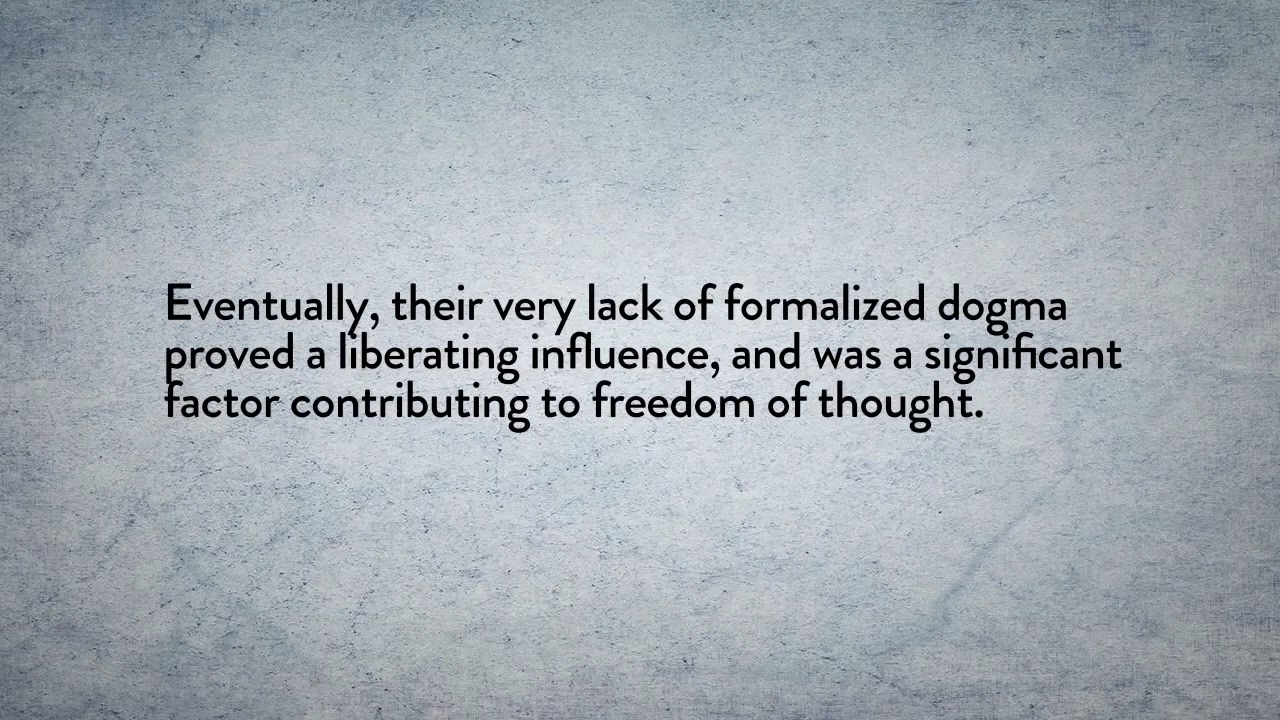 Eventually, their very lack of formalized dogma
proved a liberating influence, and was a significant
factor contributing to freedom of thought.